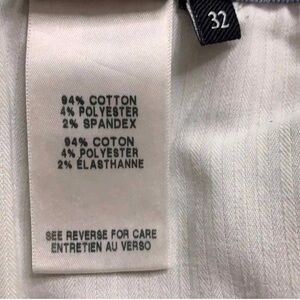 32
94% COTTON
4% POLYESTER
2% SPANDEX
94% COTON
4% POLYESTER
2% ÉLASTHANNE
SEE REVERSE FOR CARE
ENTRETIEN AU VERSO